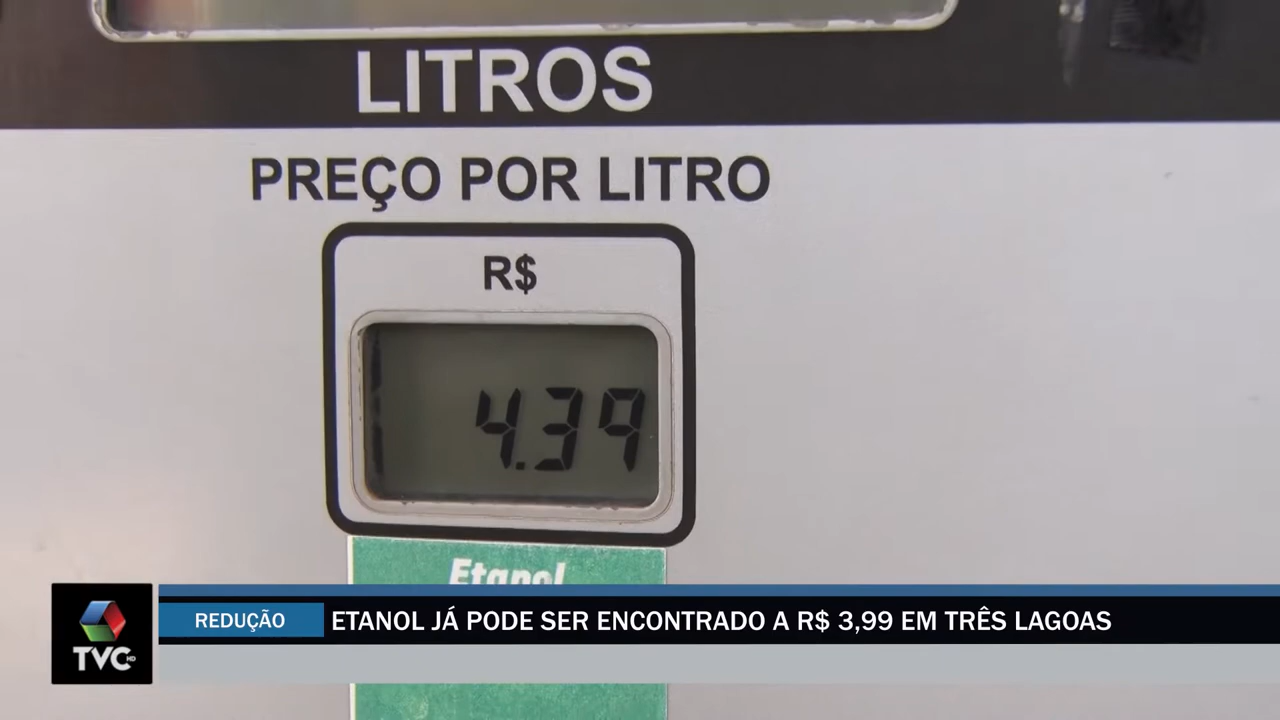 LITROS
PREÇO POR LITRO
R$
4.39
Etanol
REDUÇÃO
ETANOL JÁ PODE SER ENCONTRADO A R$ 3,99 EM TRÊS LAGOAS
TVC HD